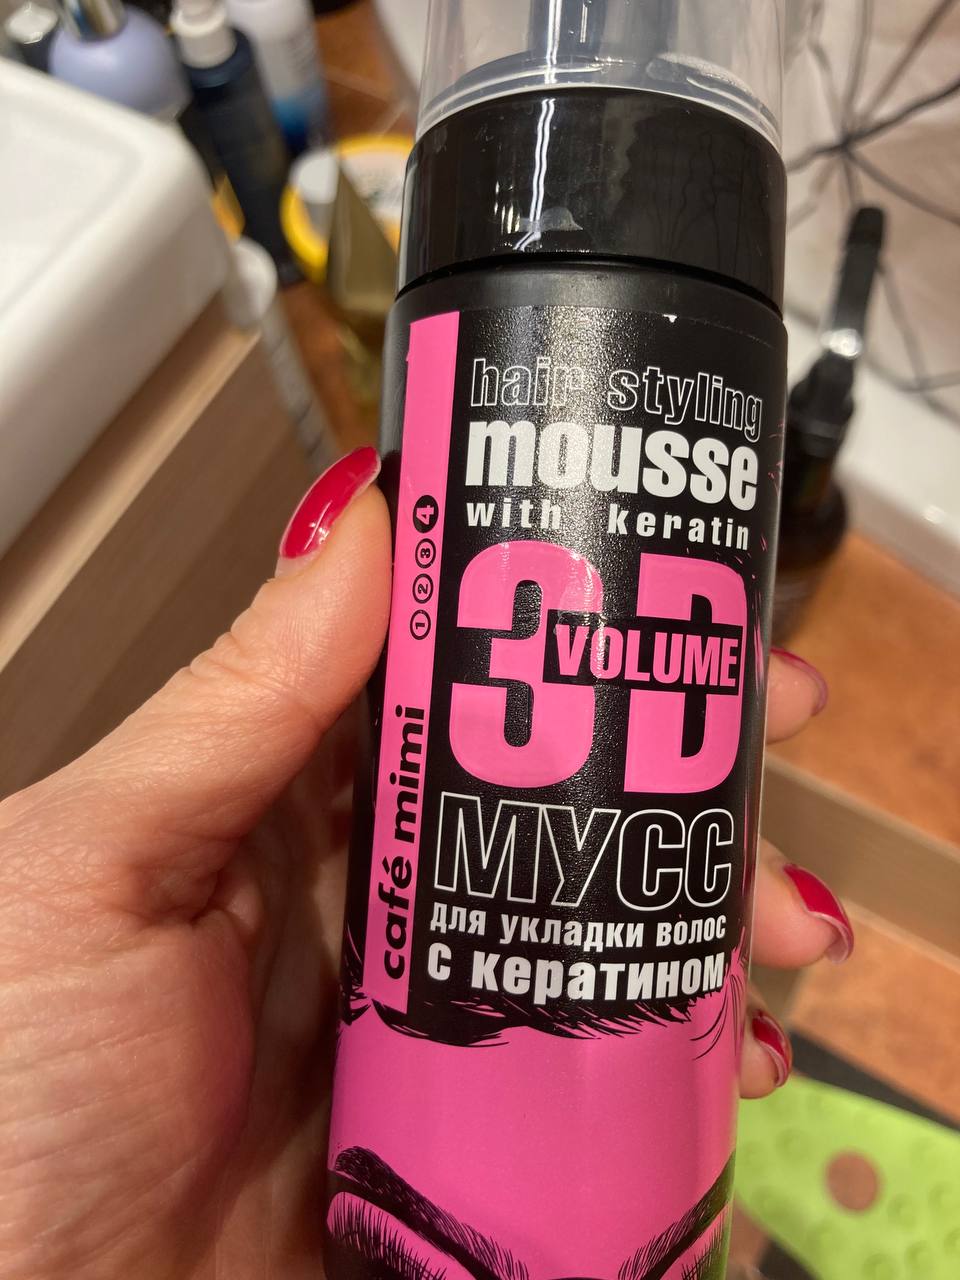 hair styling
mousse
with keratin
3D
VOLUME
МУСС
для укладки волос
с кератином
café mimi
1 2 3 4